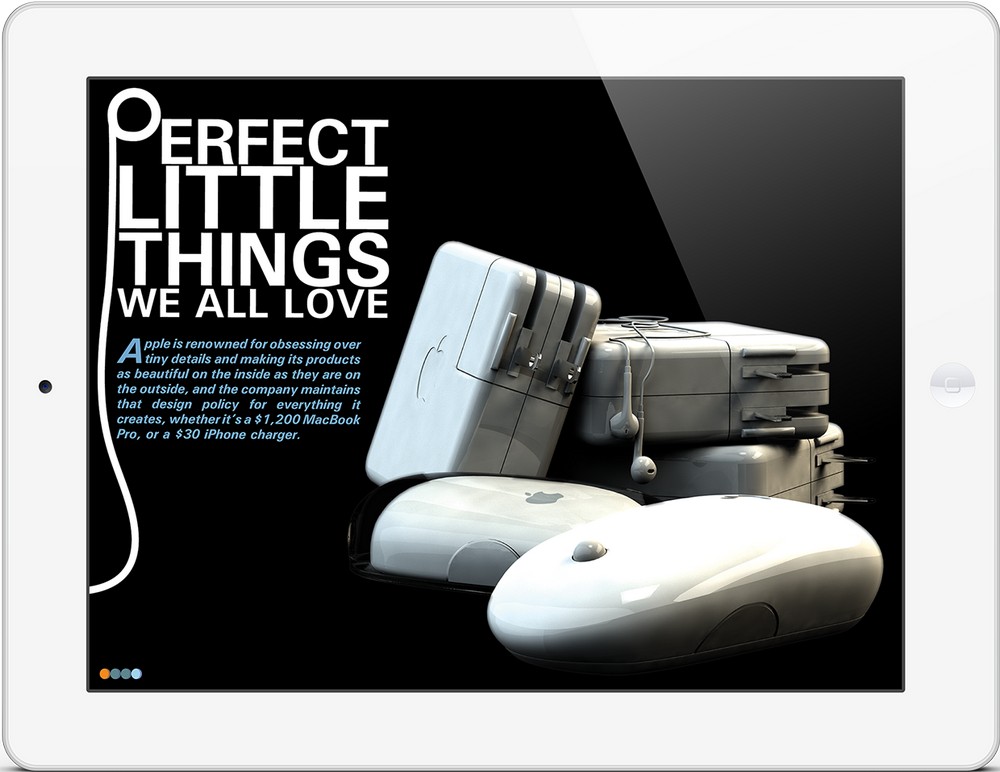 PERFECT
LITTLE
THINGS
WE ALL LOVE
Apple is renowned for obsessing over
tiny details and making its products
as beautiful on the inside as they are on
the outside, and the company maintains
that design policy for everything it
creates, whether it's a $1,200 MacBook
Pro, or a $30 iPhone charger.